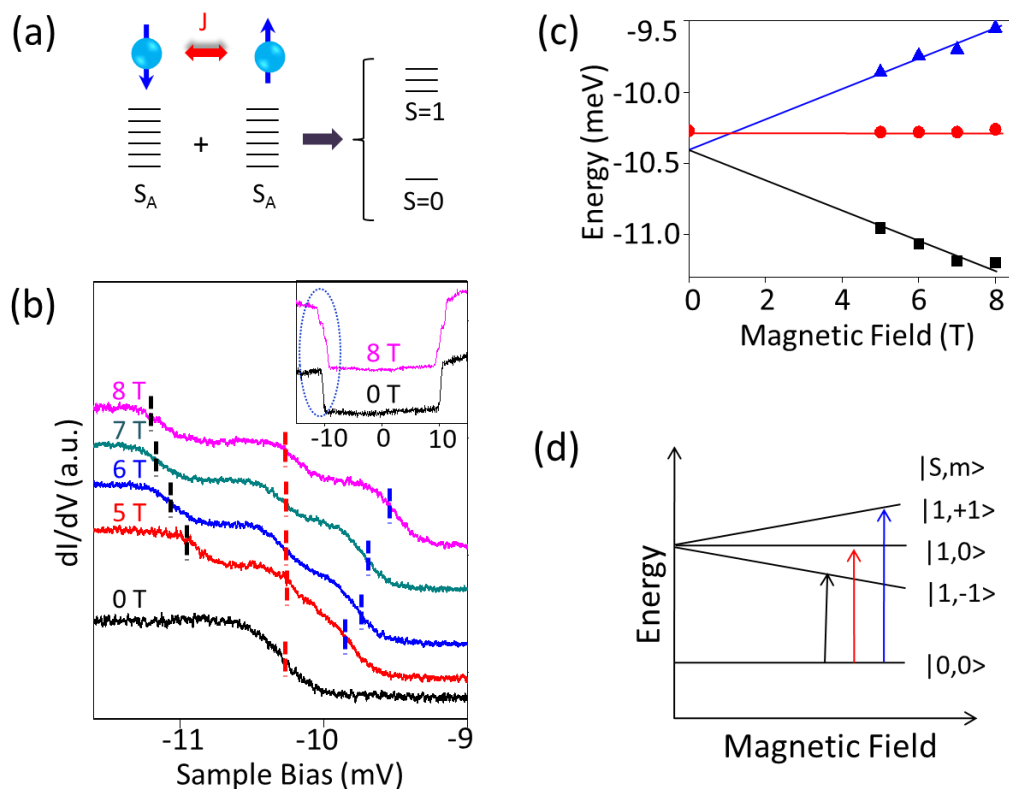 (a)
J
S=1
+
S_A
S_A
S=0
(b)
8 T
0 T
-10
0
10
8 T
7 T
6 T
5 T
0 T
dI/dV (a.u.)
-11
-10
-9
Sample Bias (mV)
(c)
-9.5
-10.0
-10.5
-11.0
Energy (meV)
0
2
4
6
8
Magnetic Field (T)
(d)
|S,m>
|1,+1>
|1,0>
|1,-1>
|0,0>
Energy
Magnetic Field